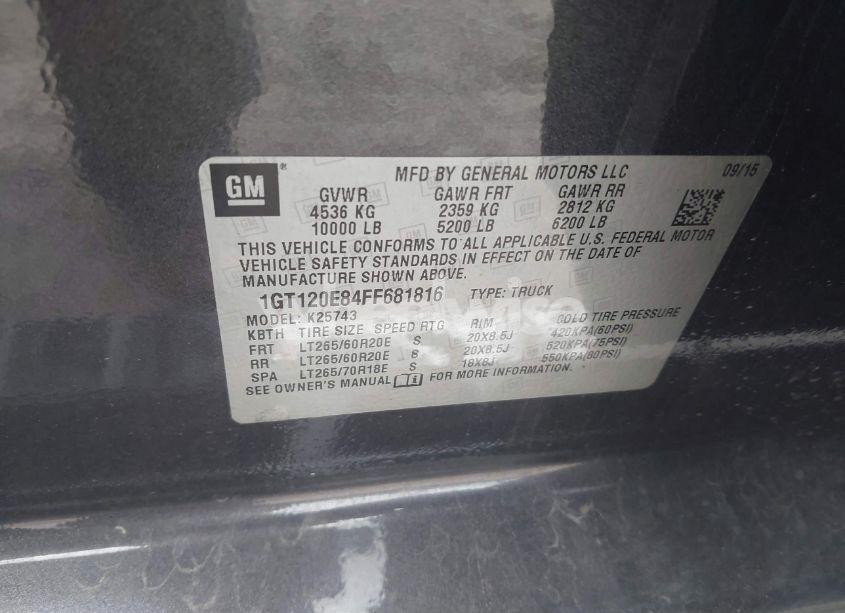 GM
MFD BY GENERAL MOTORS LLC 09/15
GVWR GAWR FRT GAWR RR
4536 KG 2359 KG 2812 KG
10000 LB 5200 LB 6200 LB
THIS VEHICLE CONFORMS TO ALL APPLICABLE U.S. FEDERAL MOTOR
VEHICLE SAFETY STANDARDS IN EFFECT ON THE DATE OF
MANUFACTURE SHOWN ABOVE.
1GT120E84FF681816 TYPE: TRUCK
MODEL: K25743
KBTH TIRE SIZE SPEED RTG RIM COLD TIRE PRESSURE
FRT LT265/60R20E S 20X8.5J 420KPA(60PSI)
RR LT265/60R20E S 20X8.5J 520KPA(75PSI)
SPA LT265/70R18E S 18X8J 550KPA(80PSI)
SEE OWNER'S MANUAL FOR MORE INFORMATION.